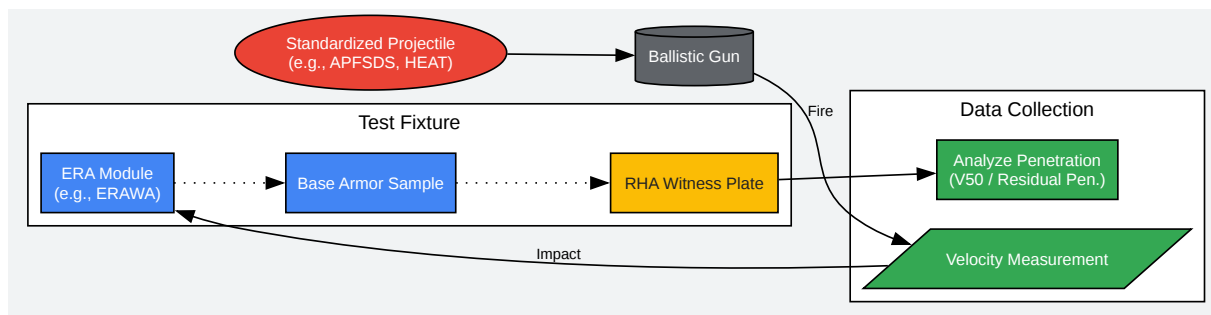 Standardized Projectile
(e.g., APFSDS, HEAT)
Ballistic Gun
Fire
Test Fixture
ERA Module
(e.g., ERAWA)
Base Armor Sample
RHA Witness Plate
Impact
Data Collection
Analyze Penetration
(V50 / Residual Pen.)
Velocity Measurement